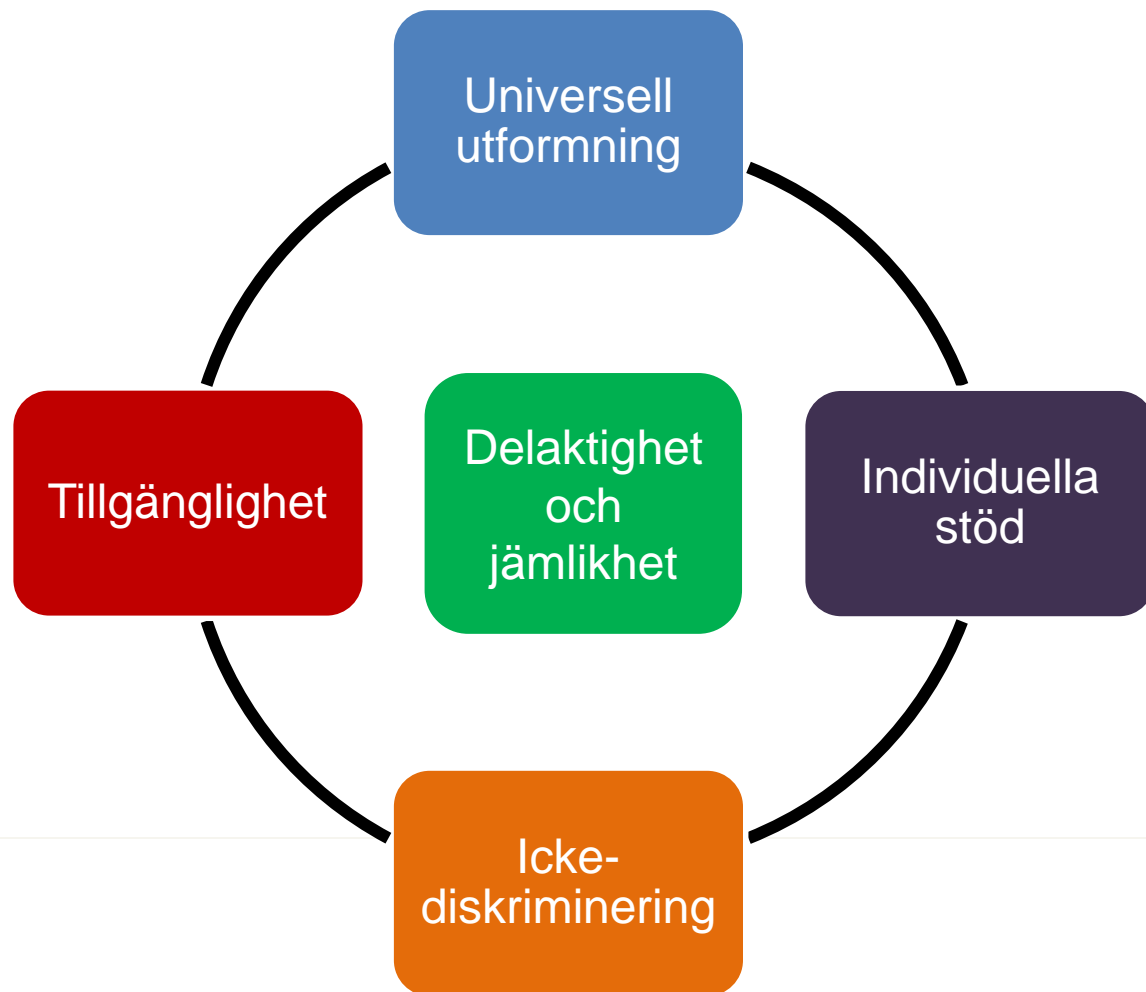 Universell
utformning
Tillgänglighet
Delaktighet
och
jämlikhet
Individuella
stöd
Icke-
diskriminering